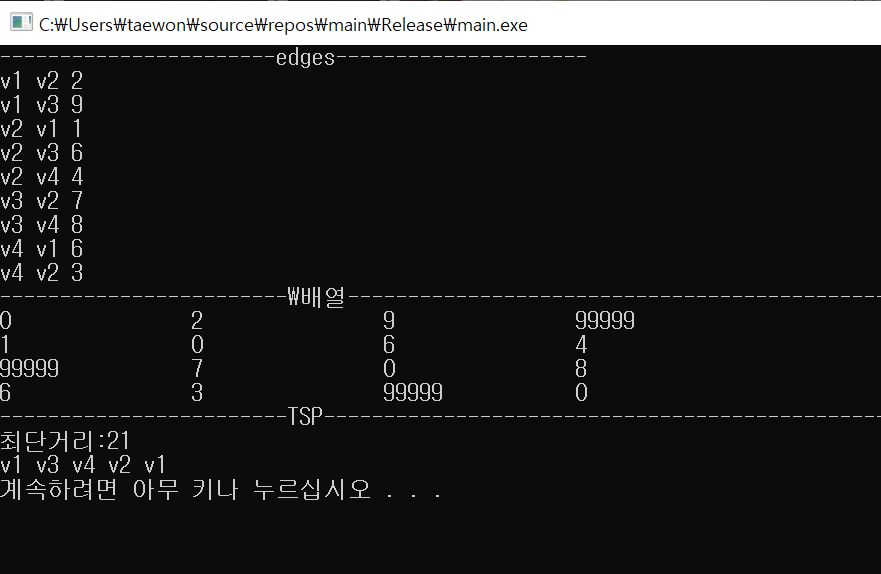 C:₩Users₩taewon₩source₩repos₩main₩Release₩main.exe
-----------------------edges---------------------
v1 v2 2
v1 v3 9
v2 v1 1
v2 v3 6
v2 v4 4
v3 v2 7
v3 v4 8
v4 v1 6
v4 v2 3
------------------------₩배열---------------------------------------------
0 2 9 99999
1 0 6 4
99999 7 0 8
6 3 99999 0
------------------------TSP-----------------------------------------------
최단거리:21
v1 v3 v4 v2 v1
계속하려면 아무 키나 누르십시오 . . .